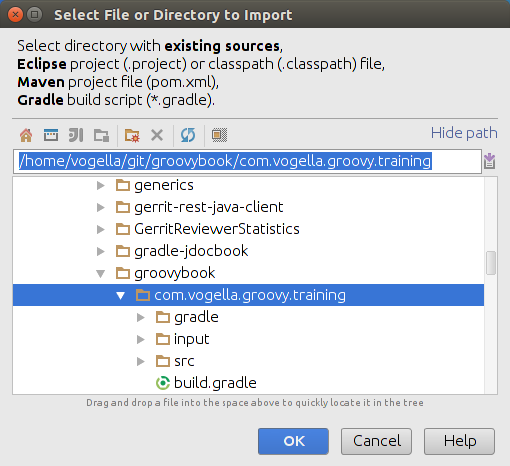 Select File or Directory to Import
Select directory with existing sources,
Eclipse project (.project) or classpath (.classpath) file,
Maven project file (pom.xml),
Gradle build script (*.gradle).
Hide path
/home/vogella/git/groovybook/com.vogella.groovy.training
generics
gerrit-rest-java-client
GerritReviewerStatistics
gradle-jdocbook
groovybook
com.vogella.groovy.training
gradle
input
src
build.gradle
Drag and drop a file into the space above to quickly locate it in the tree
OK
Cancel
Help